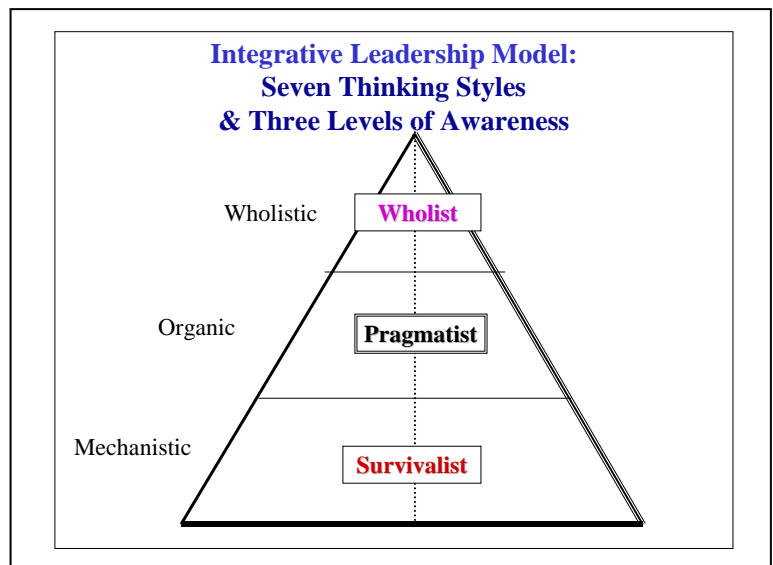 Integrative Leadership Model:
Seven Thinking Styles
& Three Levels of Awareness
Wholistic
Wholist
Organic
Pragmatist
Mechanistic
Survivalist